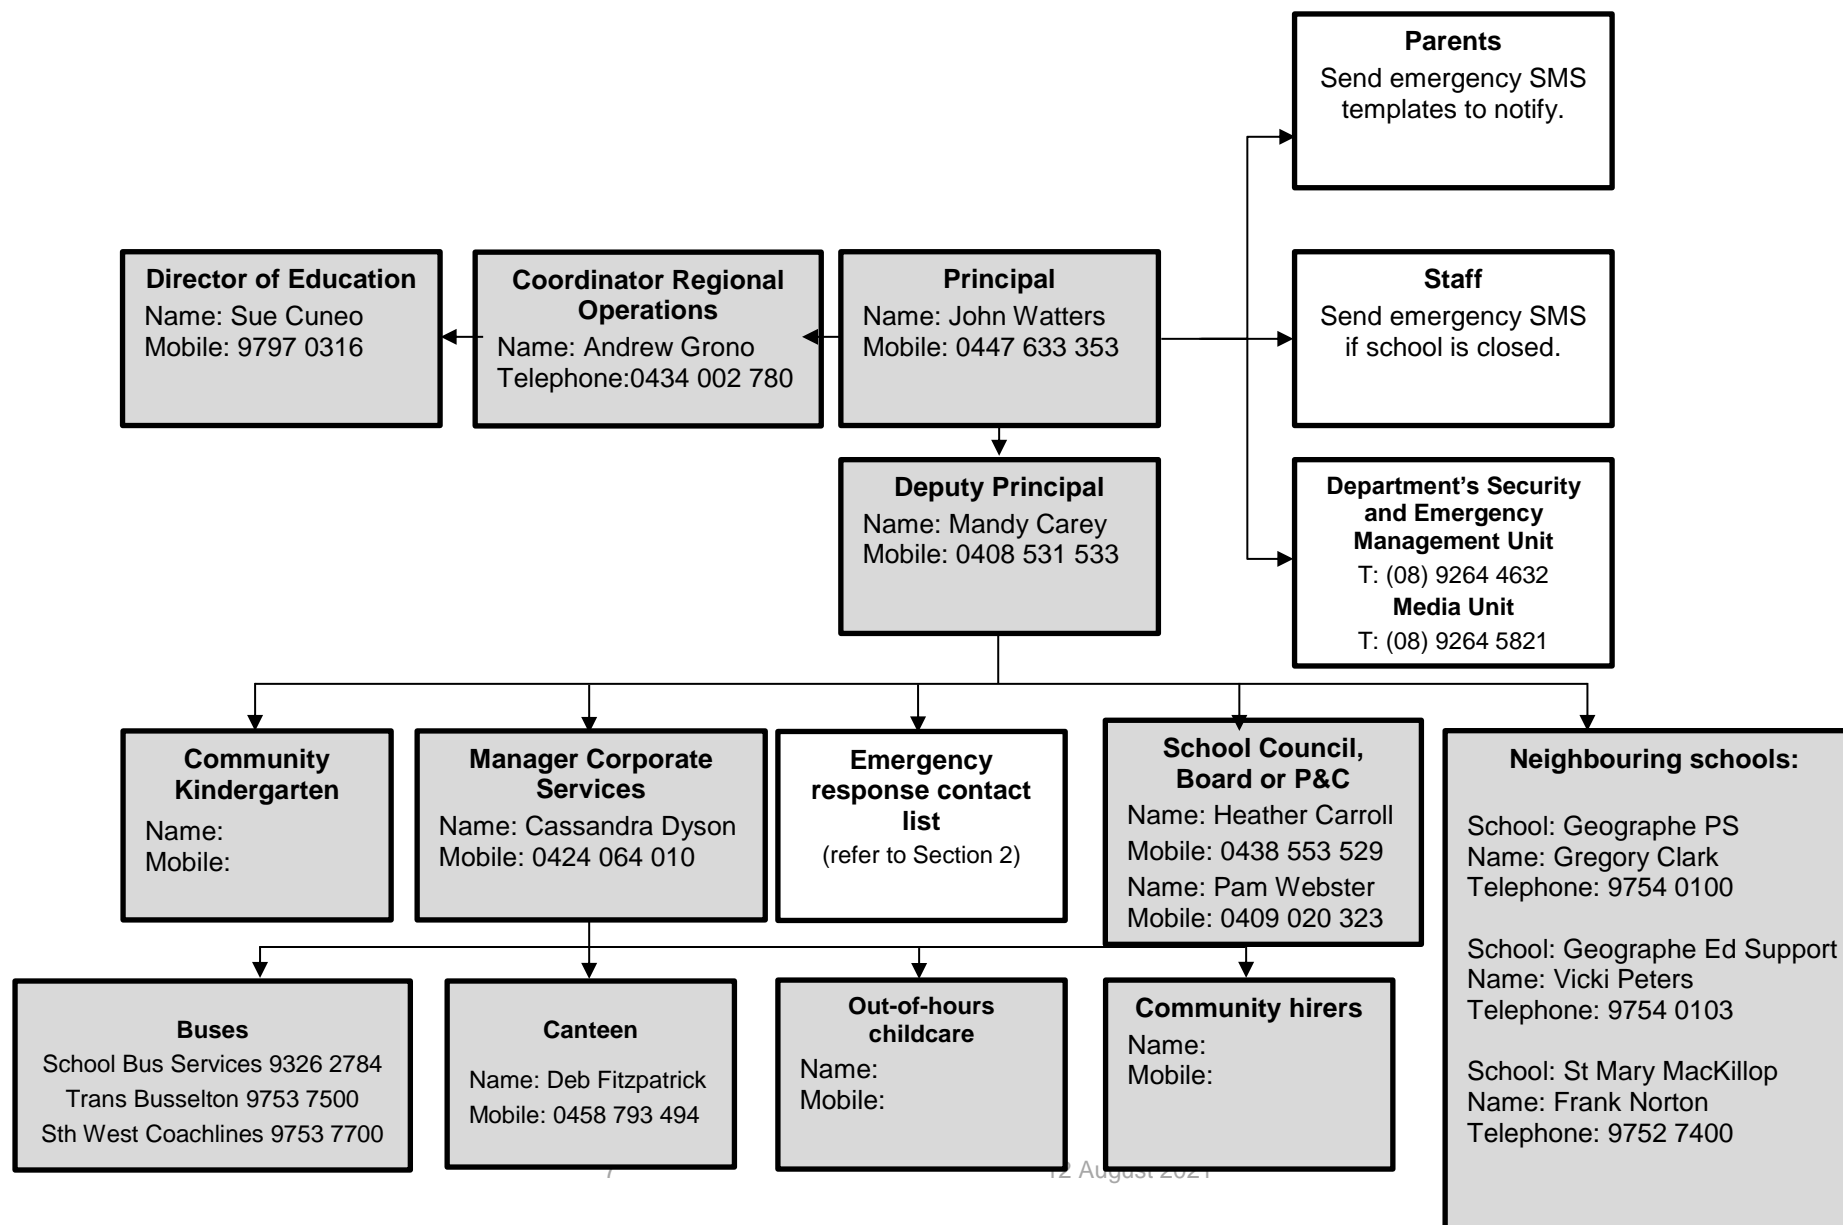 Parents
Send emergency SMS
templates to notify.
Director of Education
Name: Sue Cuneo
Mobile: 9797 0316
Coordinator Regional
Operations
Name: Andrew Grono
Telephone:0434 002 780
Principal
Name: John Watters
Mobile: 0447 633 353
Staff
Send emergency SMS
if school is closed.
Deputy Principal
Name: Mandy Carey
Mobile: 0408 531 533
Department’s Security
and Emergency
Management Unit
T: (08) 9264 4632
Media Unit
T: (08) 9264 5821
Community
Kindergarten
Name:
Mobile:
Manager Corporate
Services
Name: Cassandra Dyson
Mobile: 0424 064 010
Emergency
response contact
list
(refer to Section 2)
School Council,
Board or P&C
Name: Heather Carroll
Mobile: 0438 553 529
Name: Pam Webster
Mobile: 0409 020 323
Neighbouring schools:
School: Geographe PS
Name: Gregory Clark
Telephone: 9754 0100
School: Geographe Ed Support
Name: Vicki Peters
Telephone: 9754 0103
School: St Mary MacKillop
Name: Frank Norton
Telephone: 9752 7400
Buses
School Bus Services 9326 2784
Trans Busselton 9753 7500
Sth West Coachlines 9753 7700
Canteen
Name: Deb Fitzpatrick
Mobile: 0458 793 494
Out-of-hours
childcare
Name:
Mobile:
Community hirers
Name:
Mobile:
7
12 August 2021